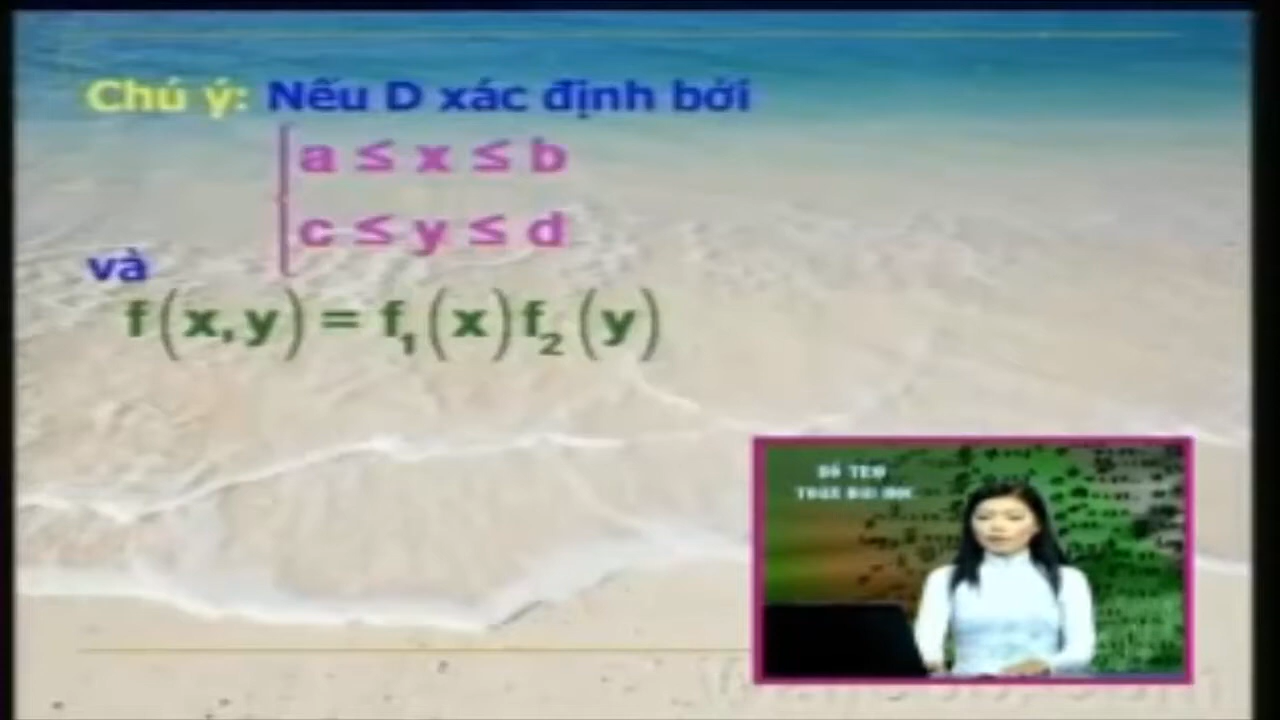 Chú ý: Nếu D xác định bởi
a ≤ x ≤ b
c ≤ y ≤ d
và
f(x,y) = f₁(x)f₂(y)